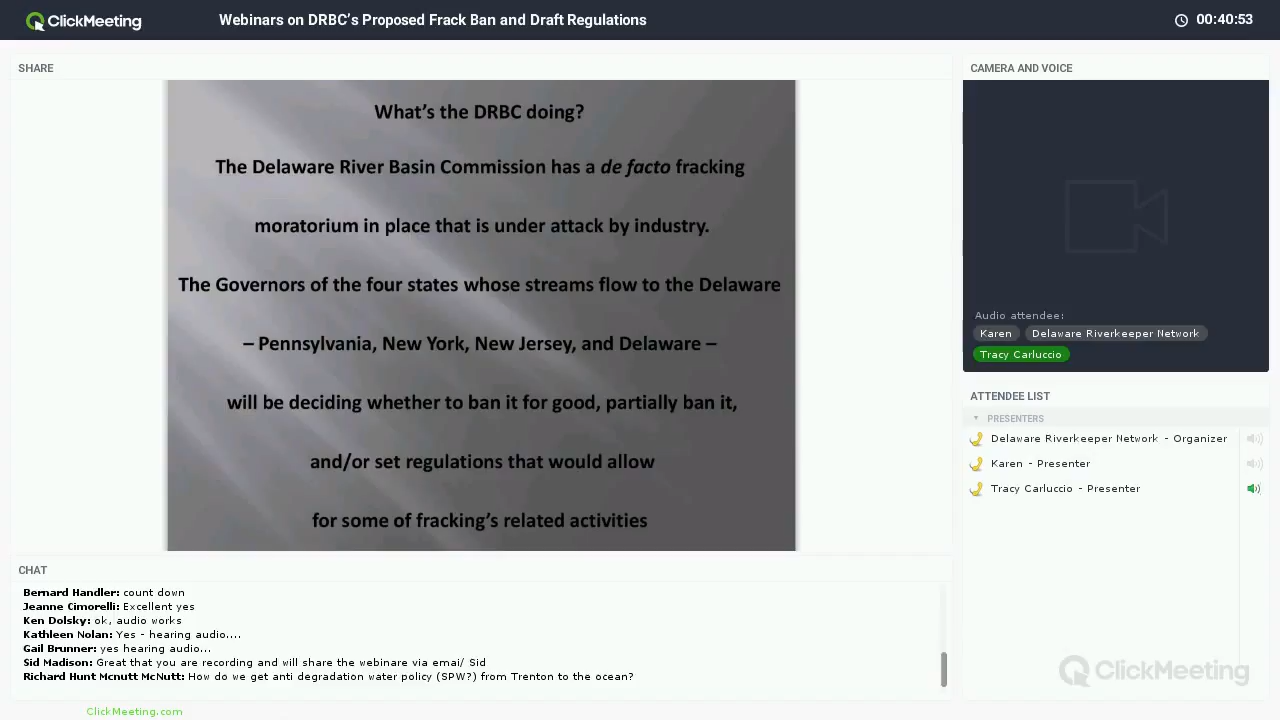 ClickMeeting
Webinars on DRBC's Proposed Frack Ban and Draft Regulations
00:40:53
SHARE
What's the DRBC doing?
The Delaware River Basin Commission has a de facto fracking
moratorium in place that is under attack by industry.
The Governors of the four states whose streams flow to the Delaware
– Pennsylvania, New York, New Jersey, and Delaware –
will be deciding whether to ban it for good, partially ban it,
and/or set regulations that would allow
for some of fracking's related activities
CAMERA AND VOICE
Audio attendee:
Karen Delaware Riverkeeper Network
Tracy Carluccio
ATTENDEE LIST
PRESENTERS
Delaware Riverkeeper Network - Organizer
Karen - Presenter
Tracy Carluccio - Presenter
CHAT
Bernard Handler: count down
Jeanne Cimorelli: Excellent yes
Ken Dolsky: ok, audio works
Kathleen Nolan: Yes - hearing audio....
Gail Brunner: yes hearing audio...
Sid Madison: Great that you are recording and will share the webinare via emai/ Sid
Richard Hunt Mcnutt McNutt: How do we get anti degradation water policy (SPW?) from Trenton to the ocean?
ClickMeeting
ClickMeeting.com